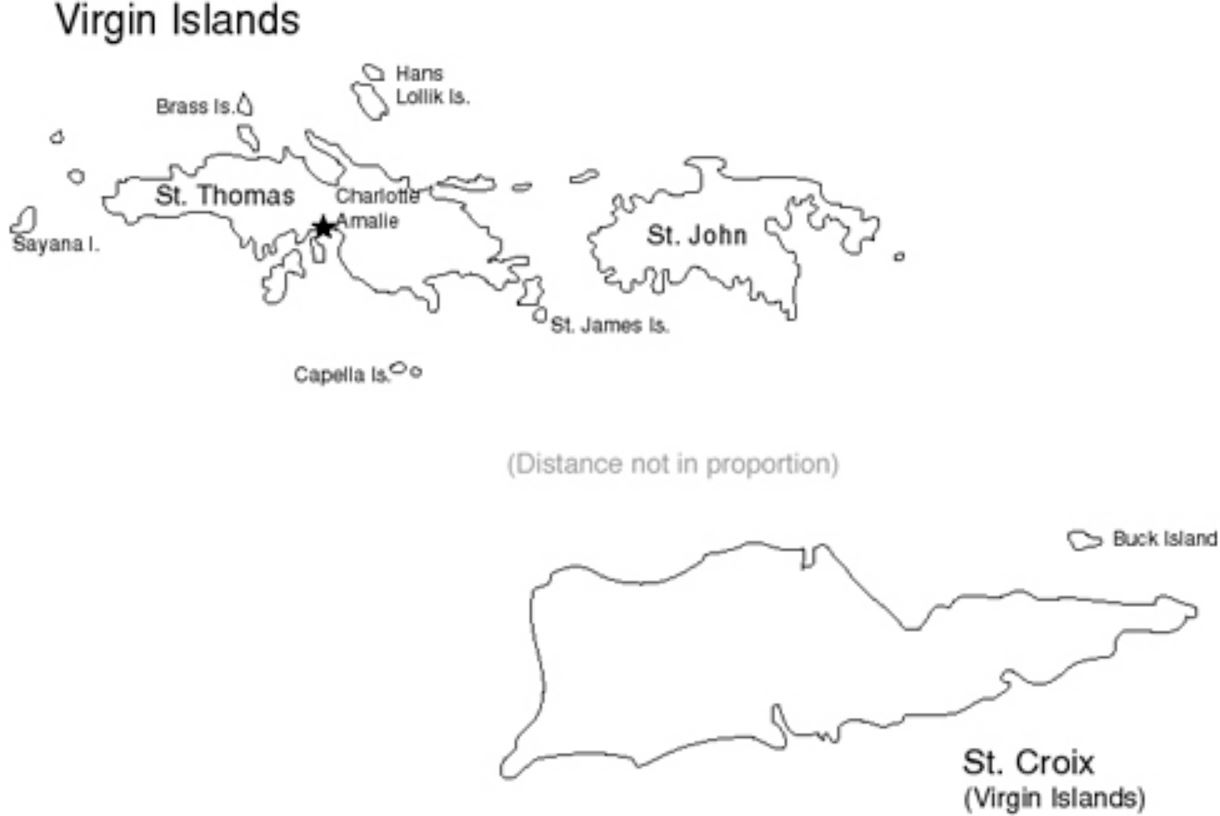 Virgin Islands
Hans
Lollik Is.
Brass Is.
St. Thomas
Charlotte
Amalie
Sayana I.
St. John
St. James Is.
Capella Is.
(Distance not in proportion)
Buck Island
St. Croix
(Virgin Islands)